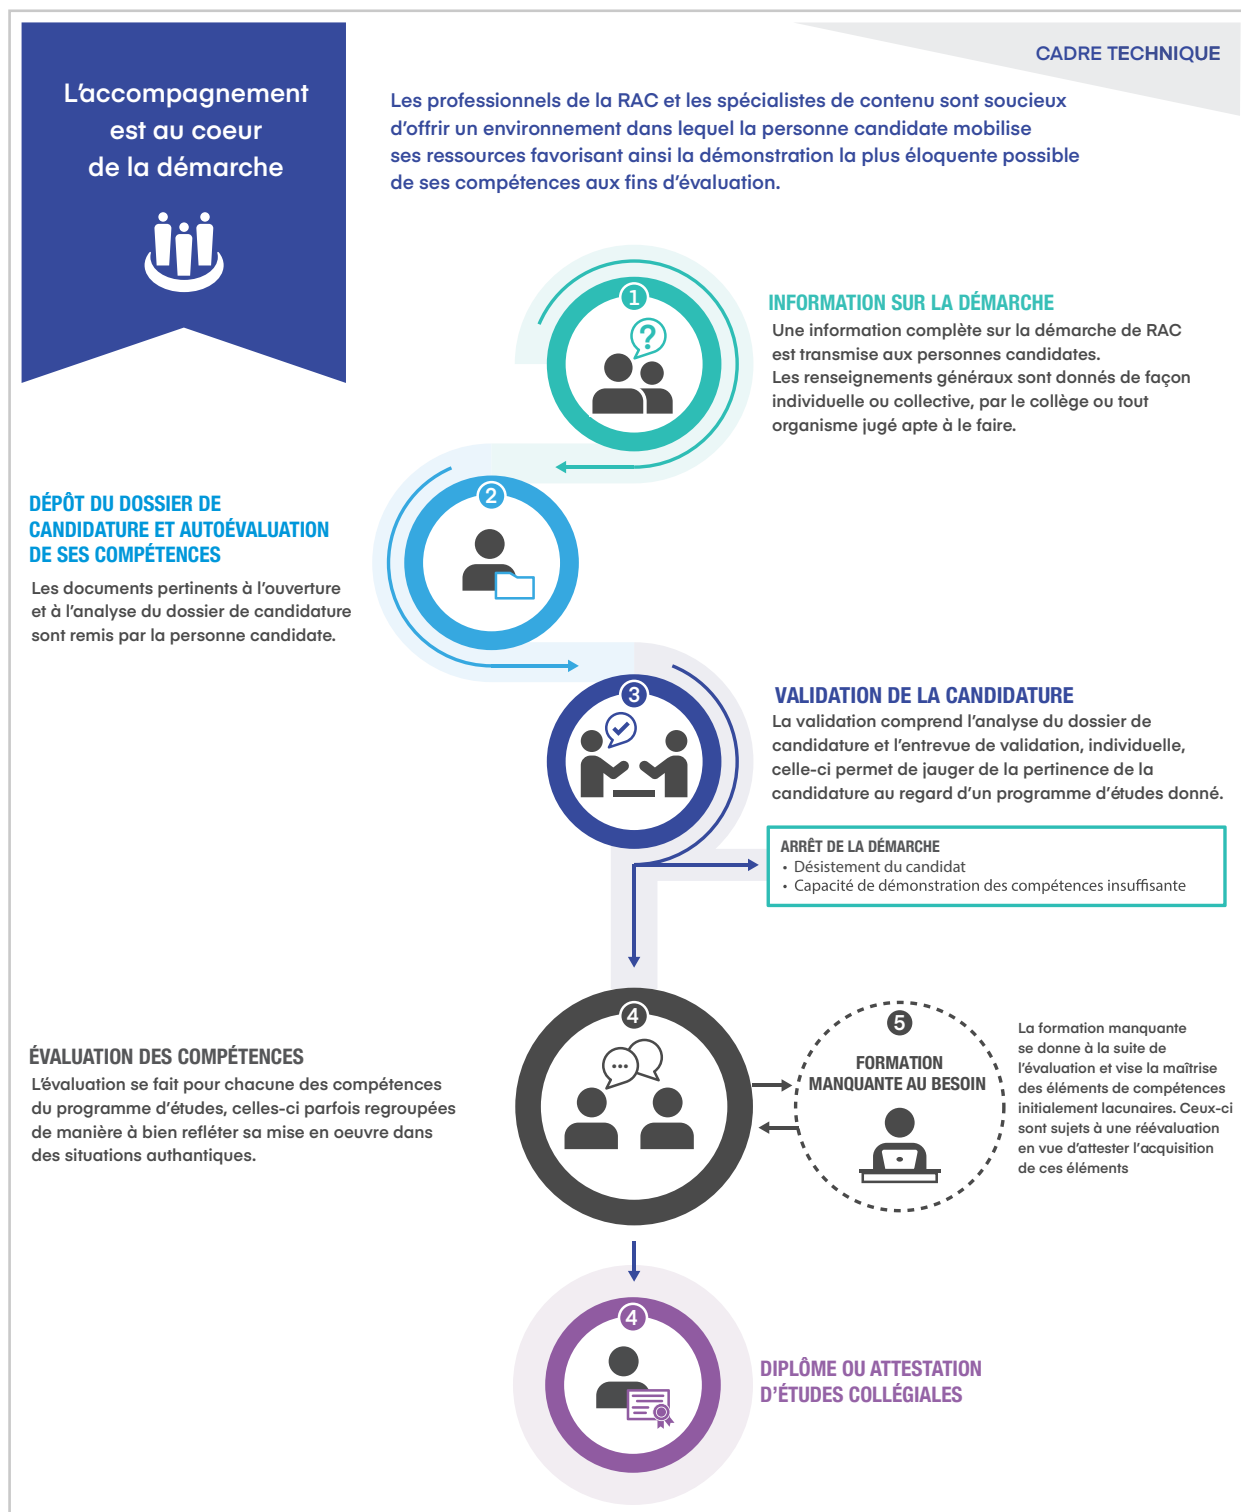 L'accompagnement
est au coeur
de la démarche
CADRE TECHNIQUE
Les professionnels de la RAC et les spécialistes de contenu sont soucieux
d'offrir un environnement dans lequel la personne candidate mobilise
ses ressources favorisant ainsi la démonstration la plus éloquente possible
de ses compétences aux fins d'évaluation.
1
?
INFORMATION SUR LA DÉMARCHE
Une information complète sur la démarche de RAC
est transmise aux personnes candidates.
Les renseignements généraux sont donnés de façon
individuelle ou collective, par le collège ou tout
organisme jugé apte à le faire.
2
DÉPÔT DU DOSSIER DE
CANDIDATURE ET AUTOÉVALUATION
DE SES COMPÉTENCES
Les documents pertinents à l'ouverture
et à l'analyse du dossier de candidature
sont remis par la personne candidate.
3
VALIDATION DE LA CANDIDATURE
La validation comprend l'analyse du dossier de
candidature et l'entrevue de validation, individuelle,
celle-ci permet de jauger de la pertinence de la
candidature au regard d'un programme d'études donné.
ARRÊT DE LA DÉMARCHE
• Désistement du candidat
• Capacité de démonstration des compétences insuffisante
4
ÉVALUATION DES COMPÉTENCES
L'évaluation se fait pour chacune des compétences
du programme d'études, celles-ci parfois regroupées
de manière à bien refléter sa mise en oeuvre dans
des situations authantiques.
5
FORMATION
MANQUANTE AU BESOIN
La formation manquante
se donne à la suite de
l'évaluation et vise la maîtrise
des éléments de compétences
initialement lacunaires. Ceux-ci
sont sujets à une réévaluation
en vue d'attester l'acquisition
de ces éléments
4
DIPLÔME OU ATTESTATION
D'ÉTUDES COLLÉGIALES